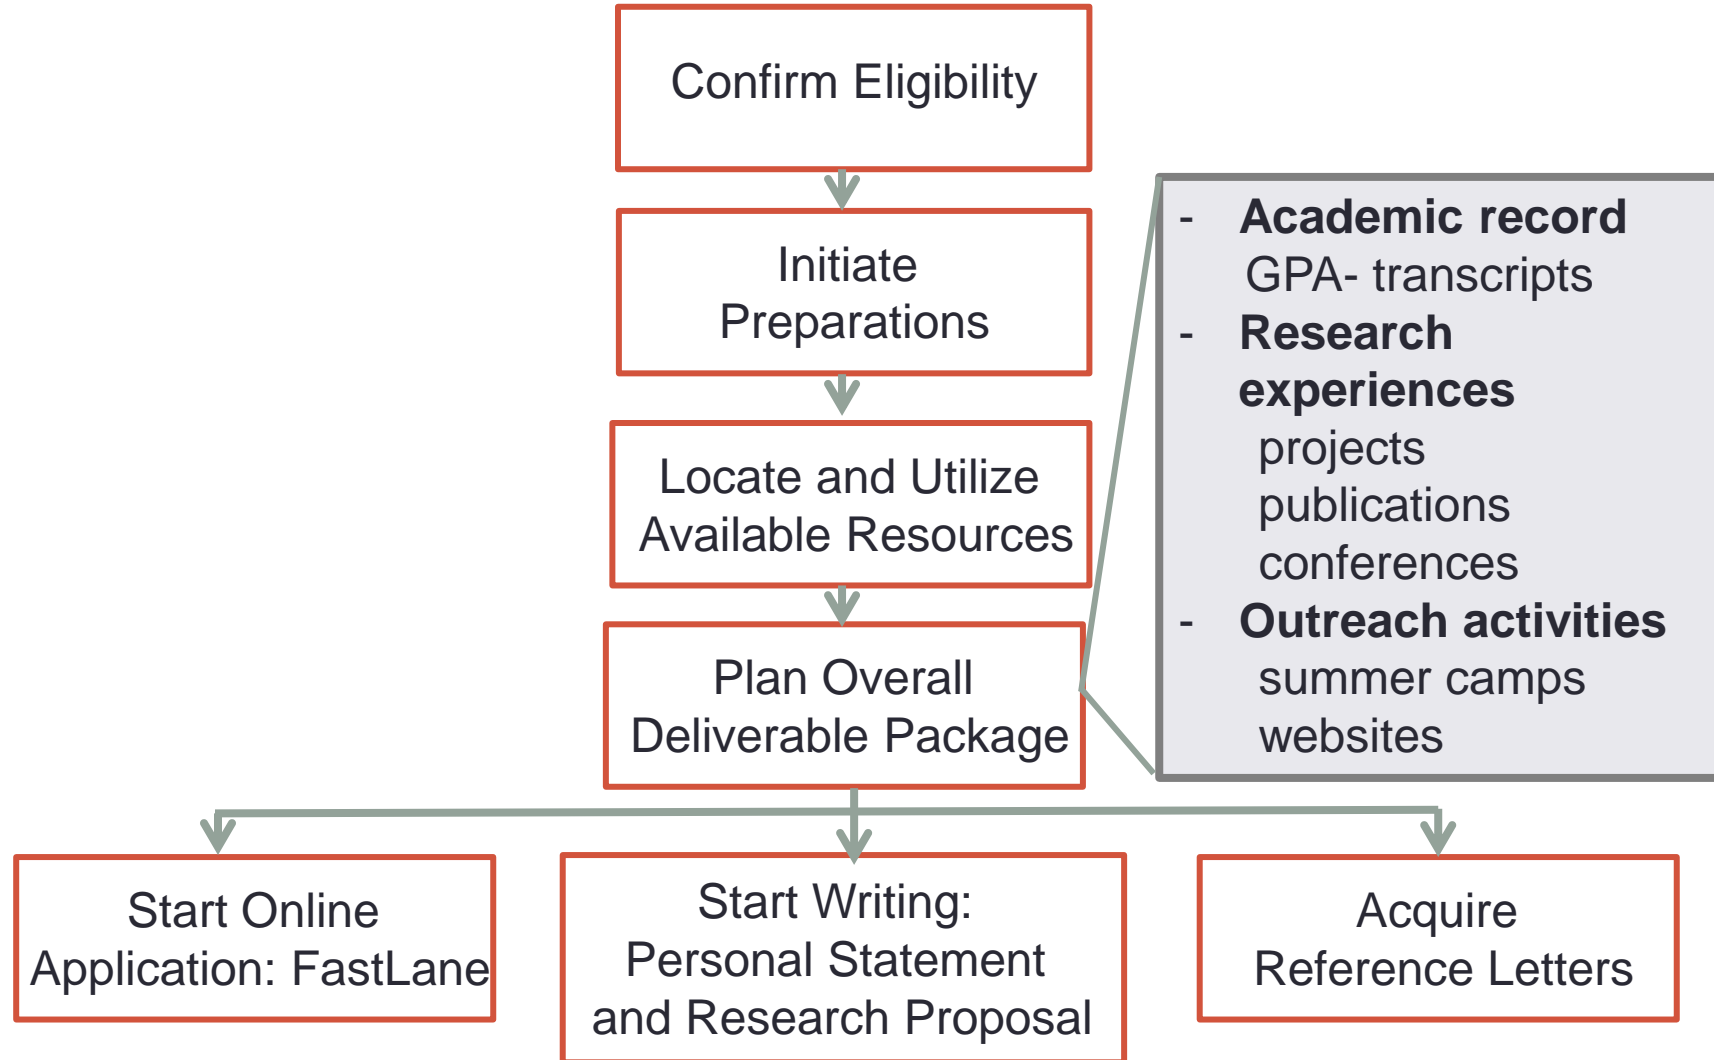 Confirm Eligibility
Initiate
Preparations
Locate and Utilize
Available Resources
Plan Overall
Deliverable Package
- Academic record
GPA- transcripts
- Research
experiences
projects
publications
conferences
- Outreach activities
summer camps
websites
Start Online
Application: FastLane
Start Writing:
Personal Statement
and Research Proposal
Acquire
Reference Letters